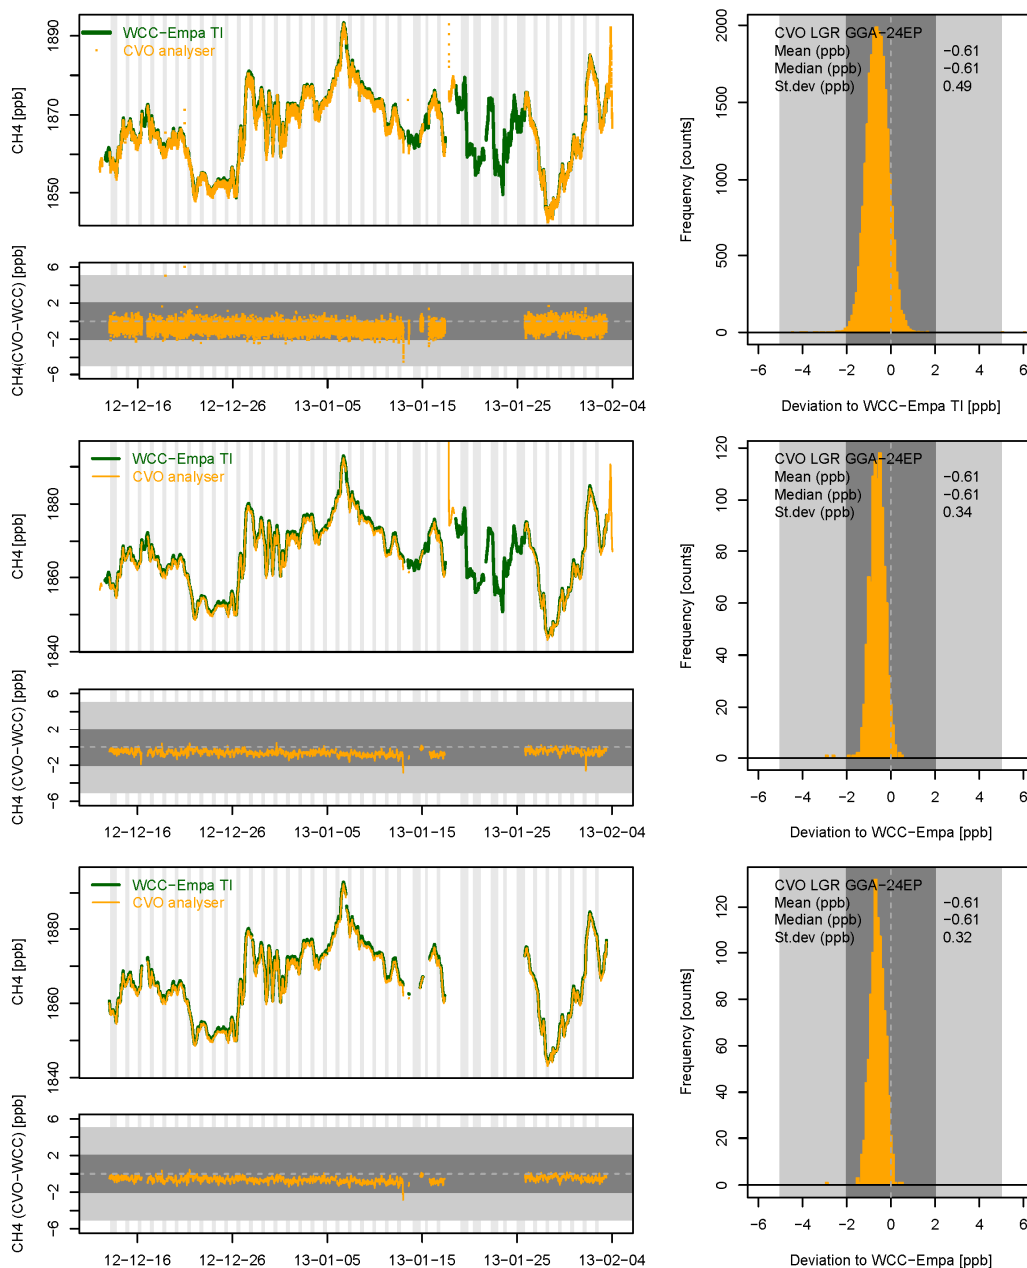 WCC−Empa TI
CVO analyser
CH4 [ppb]
1890
1870
1850
CH4(CVO−WCC) [ppb]
6
2
−2
−6
12−12−16
12−12−26
13−01−05
13−01−15
13−01−25
13−02−04
CVO LGR GGA−24EP
Mean (ppb) −0.61
Median (ppb) −0.61
St.dev (ppb) 0.49
Frequency [counts]
2000
1500
1000
500
0
−6 −4 −2 0 2 4 6
Deviation to WCC−Empa TI [ppb]
WCC−Empa TI
CVO analyser
CH4 [ppb]
1880
1860
1840
CH4 (CVO−WCC) [ppb]
6
2
−2
−6
12−12−16
12−12−26
13−01−05
13−01−15
13−01−25
13−02−04
CVO LGR GGA−24EP
Mean (ppb) −0.61
Median (ppb) −0.61
St.dev (ppb) 0.34
Frequency [counts]
120
100
80
60
40
20
0
−6 −4 −2 0 2 4 6
Deviation to WCC−Empa [ppb]
WCC−Empa TI
CVO analyser
CH4 [ppb]
1880
1860
1840
CH4 (CVO−WCC) [ppb]
6
2
−2
−6
12−12−16
12−12−26
13−01−05
13−01−15
13−01−25
13−02−04
CVO LGR GGA−24EP
Mean (ppb) −0.61
Median (ppb) −0.61
St.dev (ppb) 0.32
Frequency [counts]
120
100
80
60
40
20
0
−6 −4 −2 0 2 4 6
Deviation to WCC−Empa [ppb]